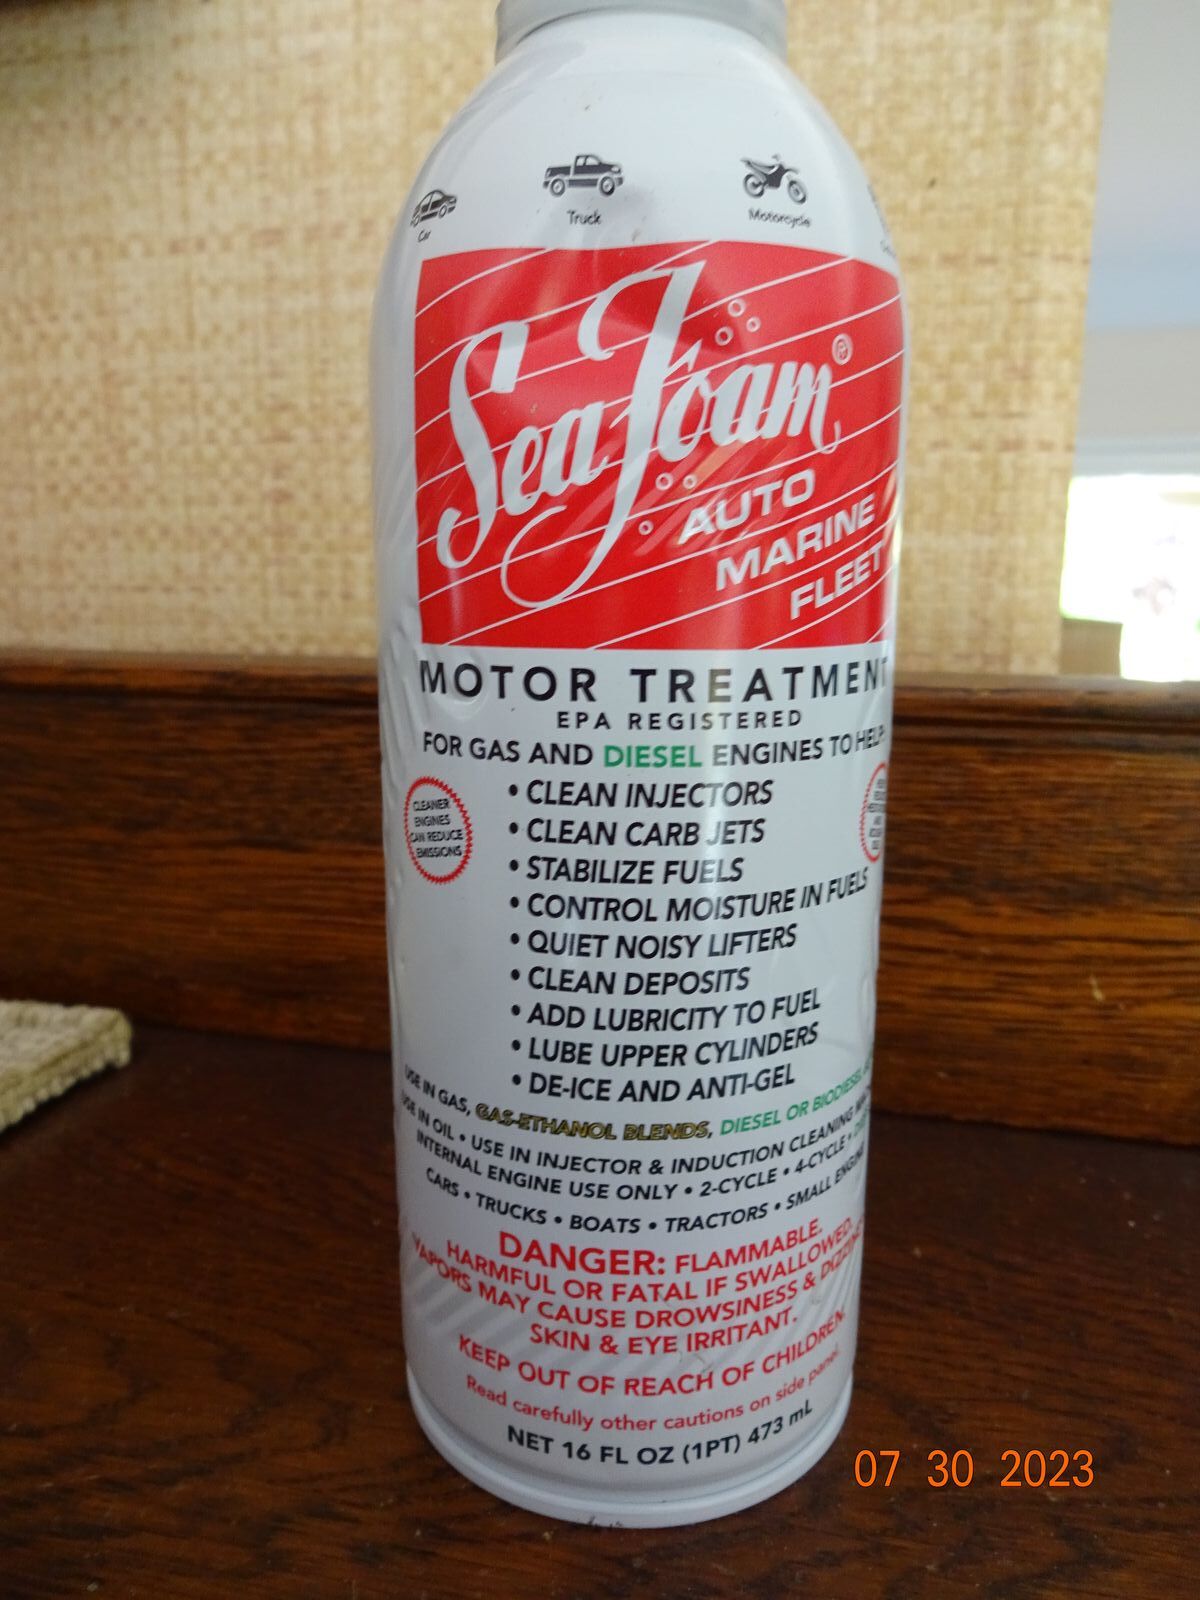 Car
Truck
Motorcycle
Sea Foam®
AUTO
MARINE
FLEET
MOTOR TREATMENT
EPA REGISTERED
FOR GAS AND DIESEL ENGINES TO HELP:
CLEANER
ENGINES
CAN REDUCE
EMISSIONS
• CLEAN INJECTORS
• CLEAN CARB JETS
• STABILIZE FUELS
• CONTROL MOISTURE IN FUELS
• QUIET NOISY LIFTERS
• CLEAN DEPOSITS
• ADD LUBRICITY TO FUEL
• LUBE UPPER CYLINDERS
• DE-ICE AND ANTI-GEL
USE IN GAS, GAS-ETHANOL BLENDS, DIESEL OR BIODIESEL
USE IN OIL • USE IN INJECTOR & INDUCTION CLEANING
INTERNAL ENGINE USE ONLY • 2-CYCLE • 4-CYCLE •
CARS • TRUCKS • BOATS • TRACTORS • SMALL
DANGER: FLAMMABLE.
HARMFUL OR FATAL IF SWALLOWED.
VAPORS MAY CAUSE DROWSINESS &
SKIN & EYE IRRITANT.
KEEP OUT OF REACH OF CHILDREN.
Read carefully other cautions on side panel.
NET 16 FL OZ (1PT) 473 mL
07 30 2023